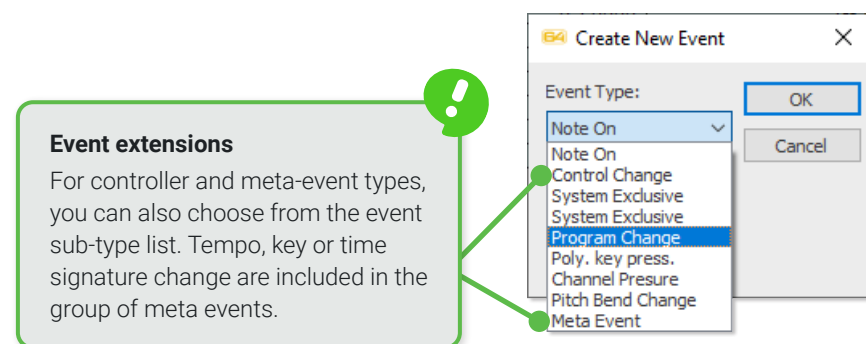 64 Create New Event
Event Type:
OK
Note On
Cancel
Note On
Control Change
System Exclusive
System Exclusive
Program Change
Poly. key press.
Channel Presure
Pitch Bend Change
Meta Event
Event extensions
For controller and meta-event types,
you can also choose from the event
sub-type list. Tempo, key or time
signature change are included in the
group of meta events.